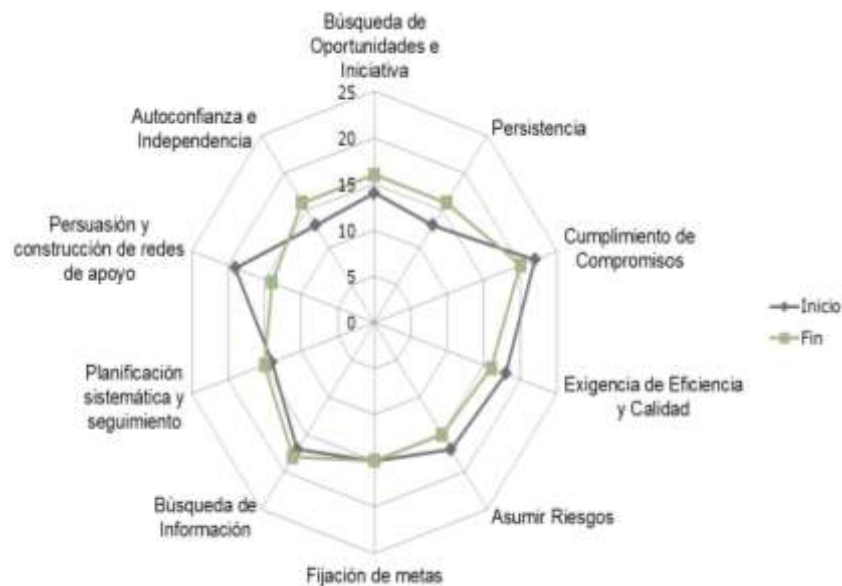 Búsqueda de
Oportunidades e
Iniciativa
25
20
15
10
5
0
Persistencia
Cumplimiento de
Compromisos
Exigencia de Eficiencia
y Calidad
Asumir Riesgos
Fijación de metas
Búsqueda de
Información
Planificación
sistemática y
seguimiento
Persuasión y
construcción de redes
de apoyo
Autoconfianza e
Independencia
Inicio
Fin